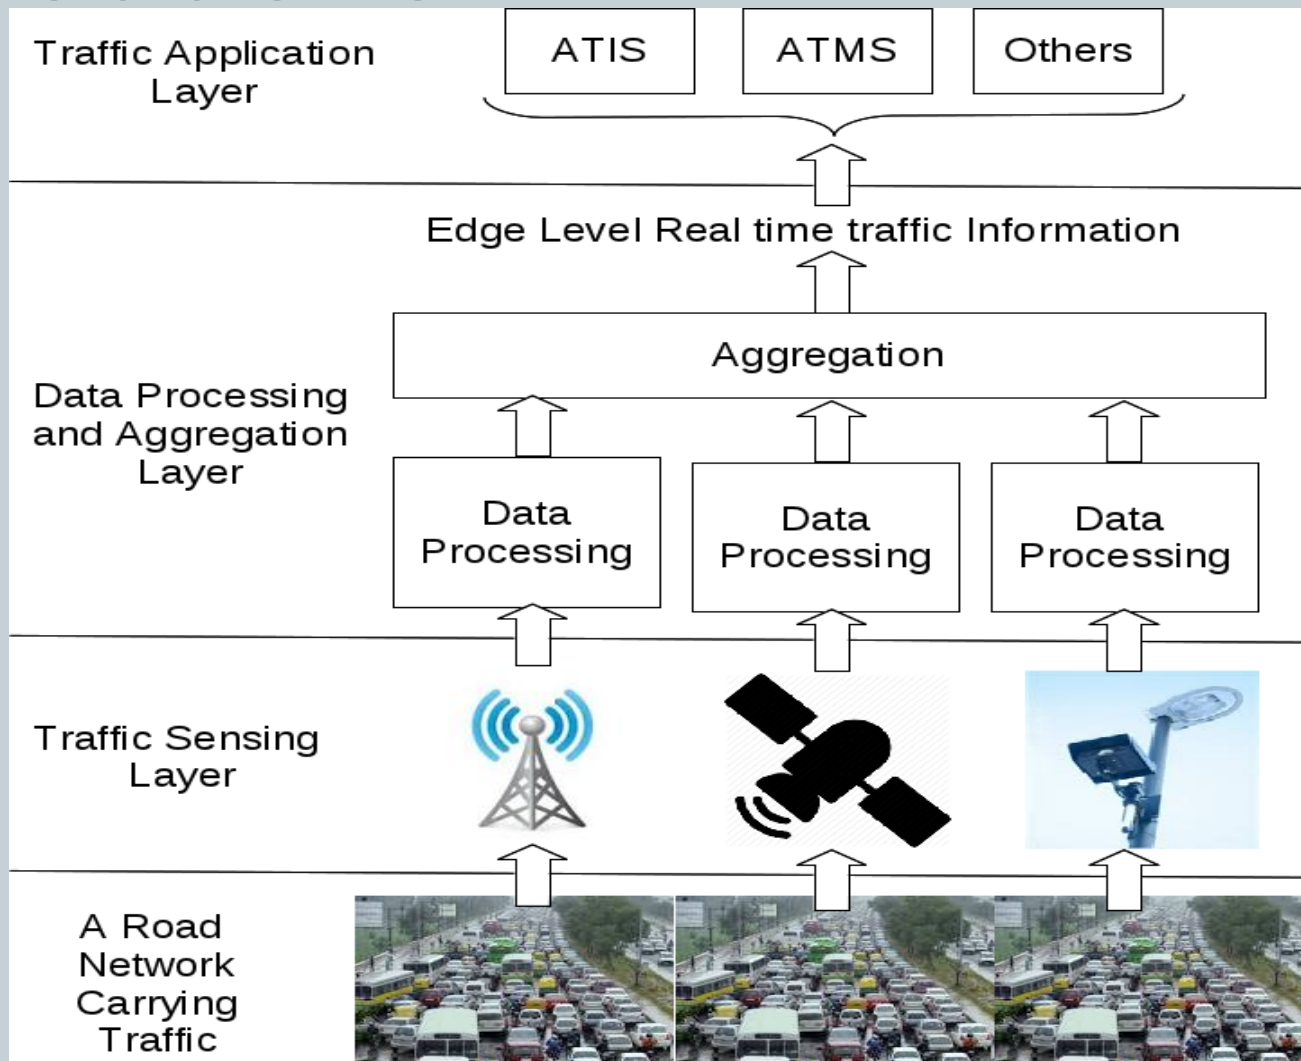 Traffic Application
Layer
ATIS
ATMS
Others
Edge Level Real time traffic Information
Aggregation
Data Processing
and Aggregation
Layer
Data
Processing
Data
Processing
Data
Processing
Traffic Sensing
Layer
A Road
Network
Carrying
Traffic